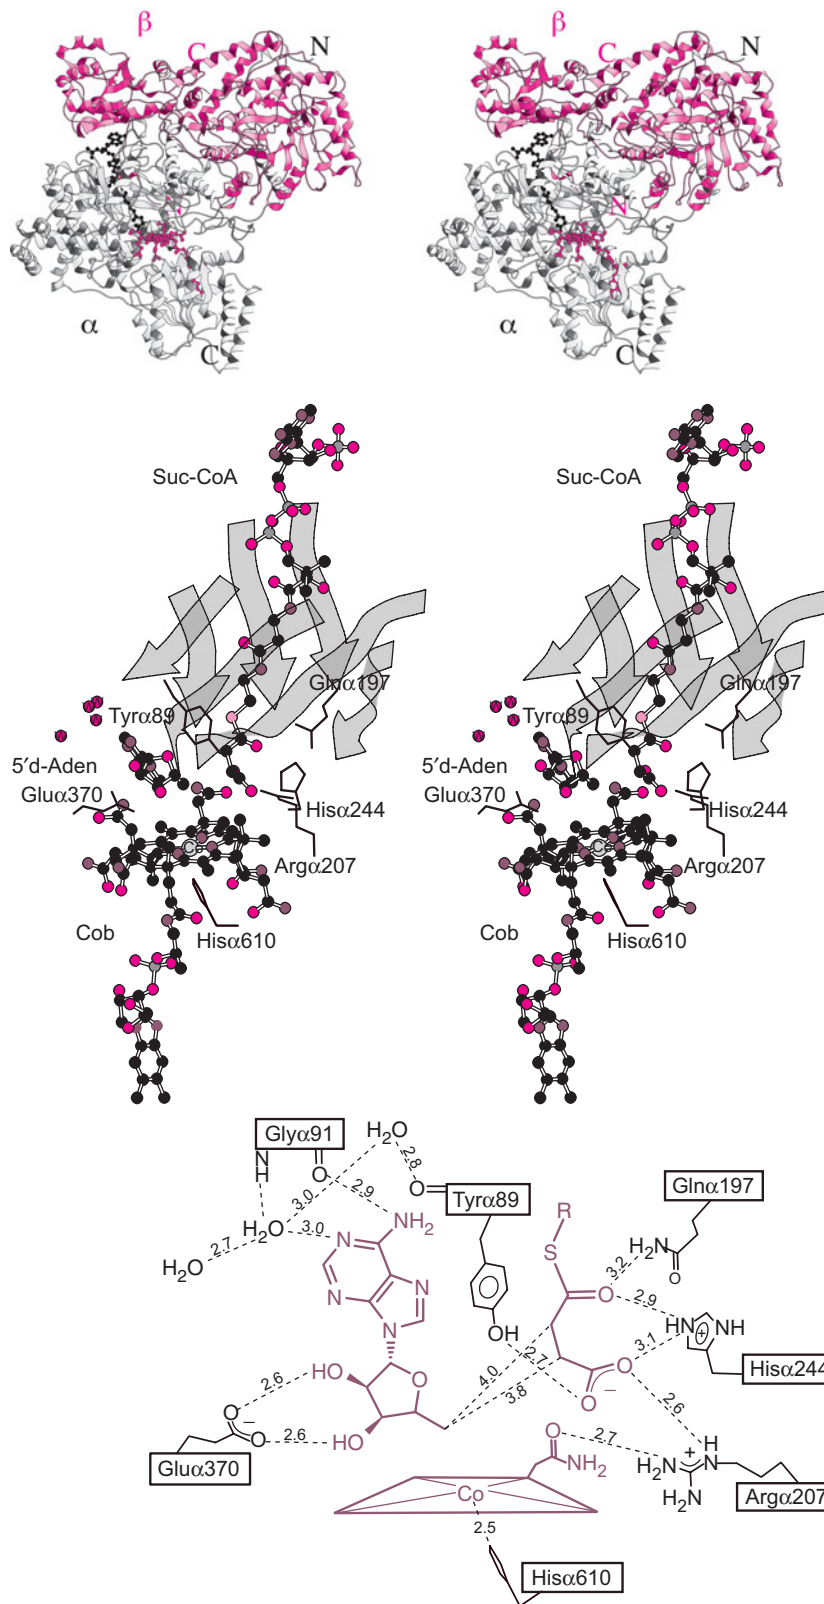 β
C
N
α
C
β
C
N
N
α
C
Suc-CoA
Suc-CoA
Glnα197
Glnα197
Tyrα89
Tyrα89
5′d-Aden
5′d-Aden
Gluα370
Gluα370
Hisα244
Hisα244
Argα207
Argα207
C
C
Cob
Cob
Hisα610
Hisα610
H₂O
Glyα91
N
H
O
2.8
Glnα197
3.0
2.9
O
Tyrα89
R
H₂O
3.0
N
NH₂
S
H₂N
3.2
O
2.7
H₂O
N
N
O
2.9
N
N
OH
HN
+
NH
3.1
2.7
O
Hisα244
HO
O
4.0
O
−
2.6
3.8
2.6
O
−
O
2.6
HO
O
2.7
+
H
N
Gluα370
NH₂
H₂N
H₂N
Argα207
Co
2.5
Hisα610